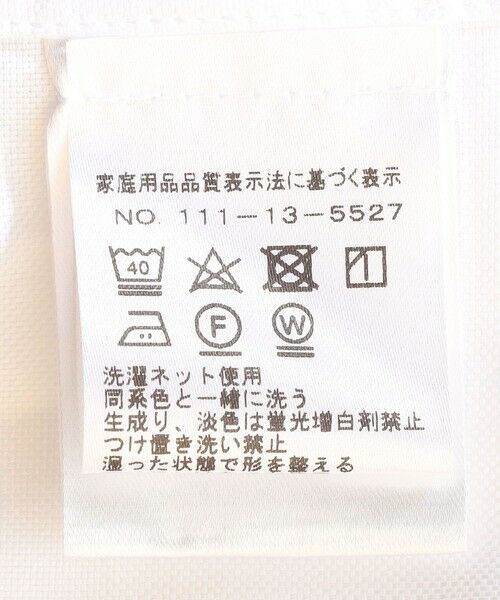 家庭用品品質表示法に基づく表示
NO. 111-13-5527
40
F W
洗濯ネット使用
同系色と一緒に洗う
生成り、淡色は蛍光増白剤禁止
つけ置き洗い禁止
湿った状態で形を整える